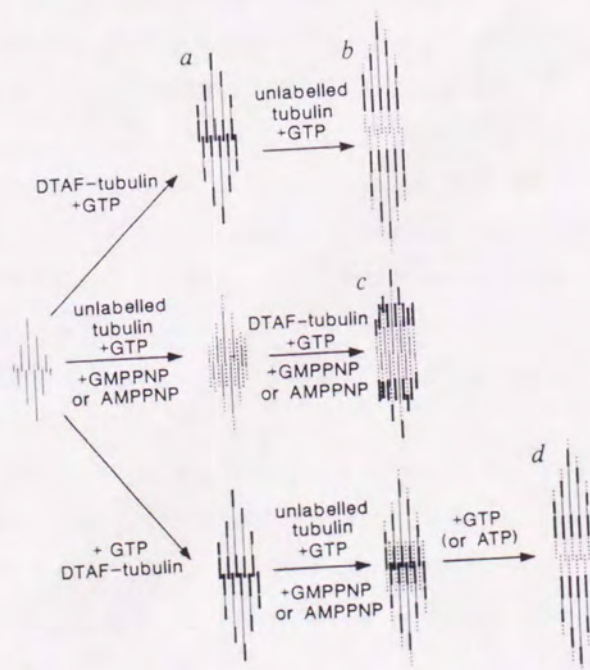 a
b
unlabelled
tubulin
+GTP
DTAF-tubulin
+GTP
c
unlabelled
tubulin
+GTP
+GMPPNP
or AMPPNP
DTAF-tubulin
+GTP
+GMPPNP
or AMPPNP
d
+ GTP
DTAF-tubulin
unlabelled
tubulin
+GTP
+GMPPNP
or AMPPNP
+GTP
(or ATP)